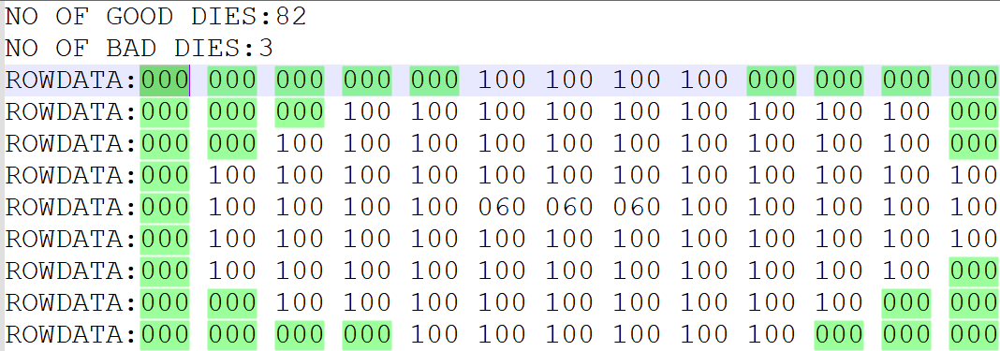 NO OF GOOD DIES:82
NO OF BAD DIES:3
ROWDATA:000 000 000 000 000 100 100 100 100 000 000 000 000
ROWDATA:000 000 000 100 100 100 100 100 100 100 100 100 000
ROWDATA:000 000 100 100 100 100 100 100 100 100 100 100 000
ROWDATA:000 100 100 100 100 100 100 100 100 100 100 100 100
ROWDATA:000 100 100 100 100 060 060 060 100 100 100 100 100
ROWDATA:000 100 100 100 100 100 100 100 100 100 100 100 100
ROWDATA:000 100 100 100 100 100 100 100 100 100 100 100 000
ROWDATA:000 000 100 100 100 100 100 100 100 100 100 000 000
ROWDATA:000 000 000 000 100 100 100 100 100 100 000 000 000